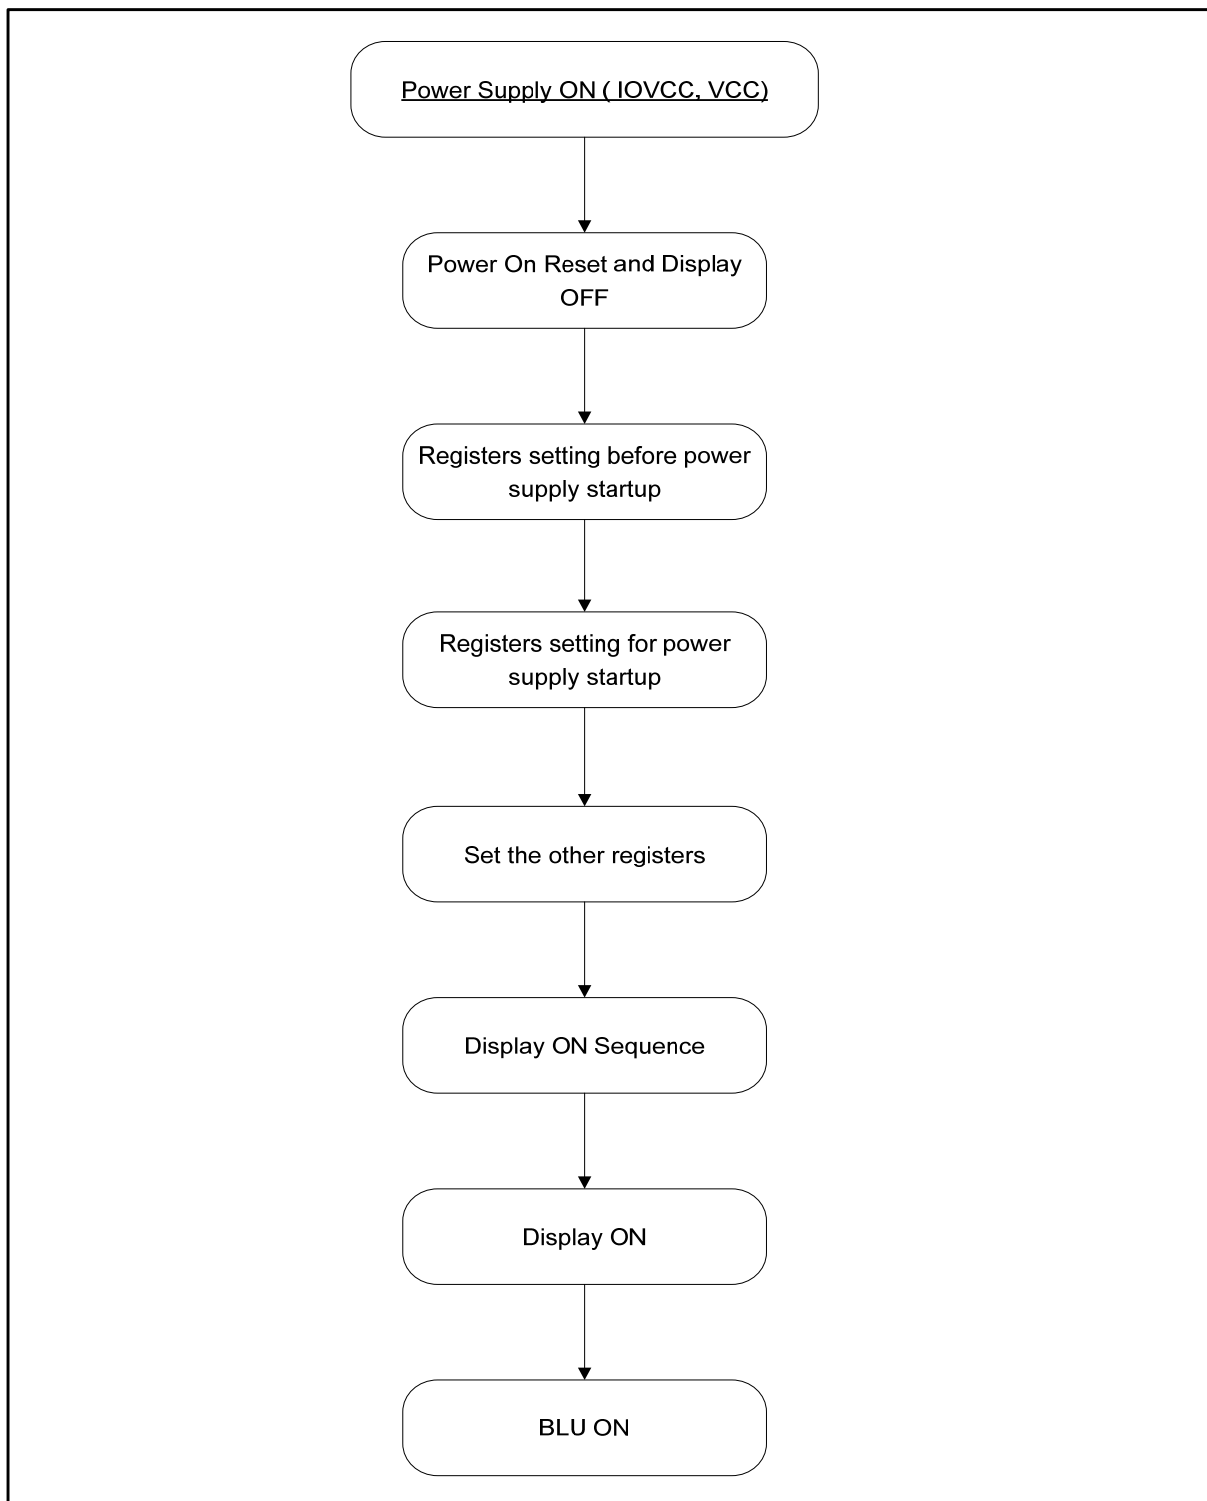 Power Supply ON ( IOVCC, VCC)
Power On Reset and Display
OFF
Registers setting before power
supply startup
Registers setting for power
supply startup
Set the other registers
Display ON Sequence
Display ON
BLU ON